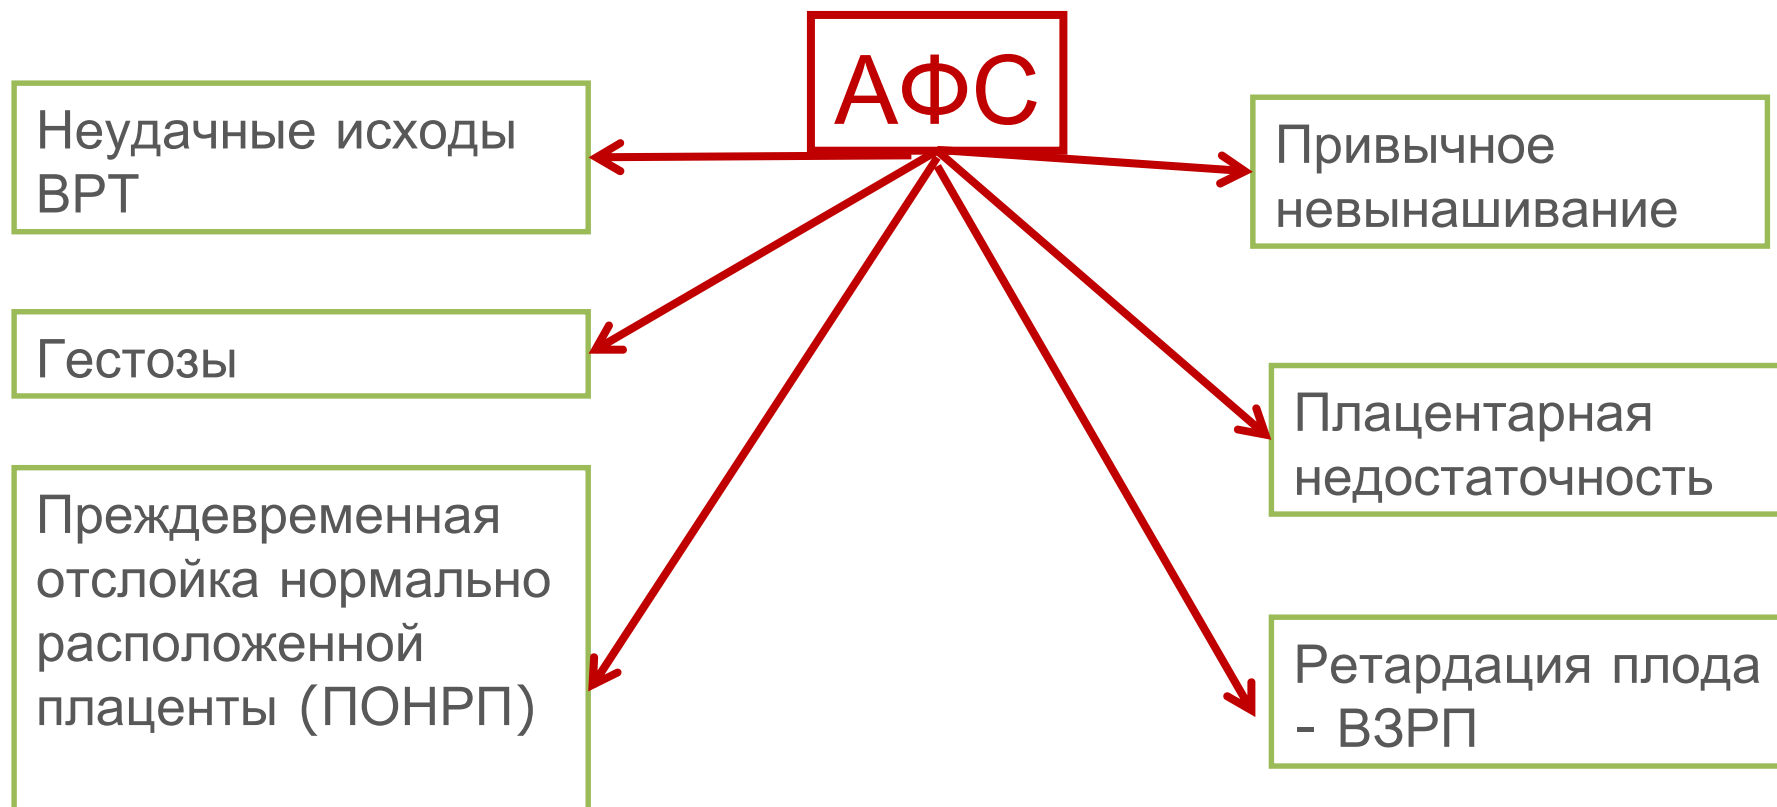 АФС
Неудачные исходы
ВРТ
Гестозы
Преждевременная
отслойка нормально
расположенной
плаценты (ПОНРП)
Привычное
невынашивание
Плацентарная
недостаточность
Ретардация плода
- ВЗРП